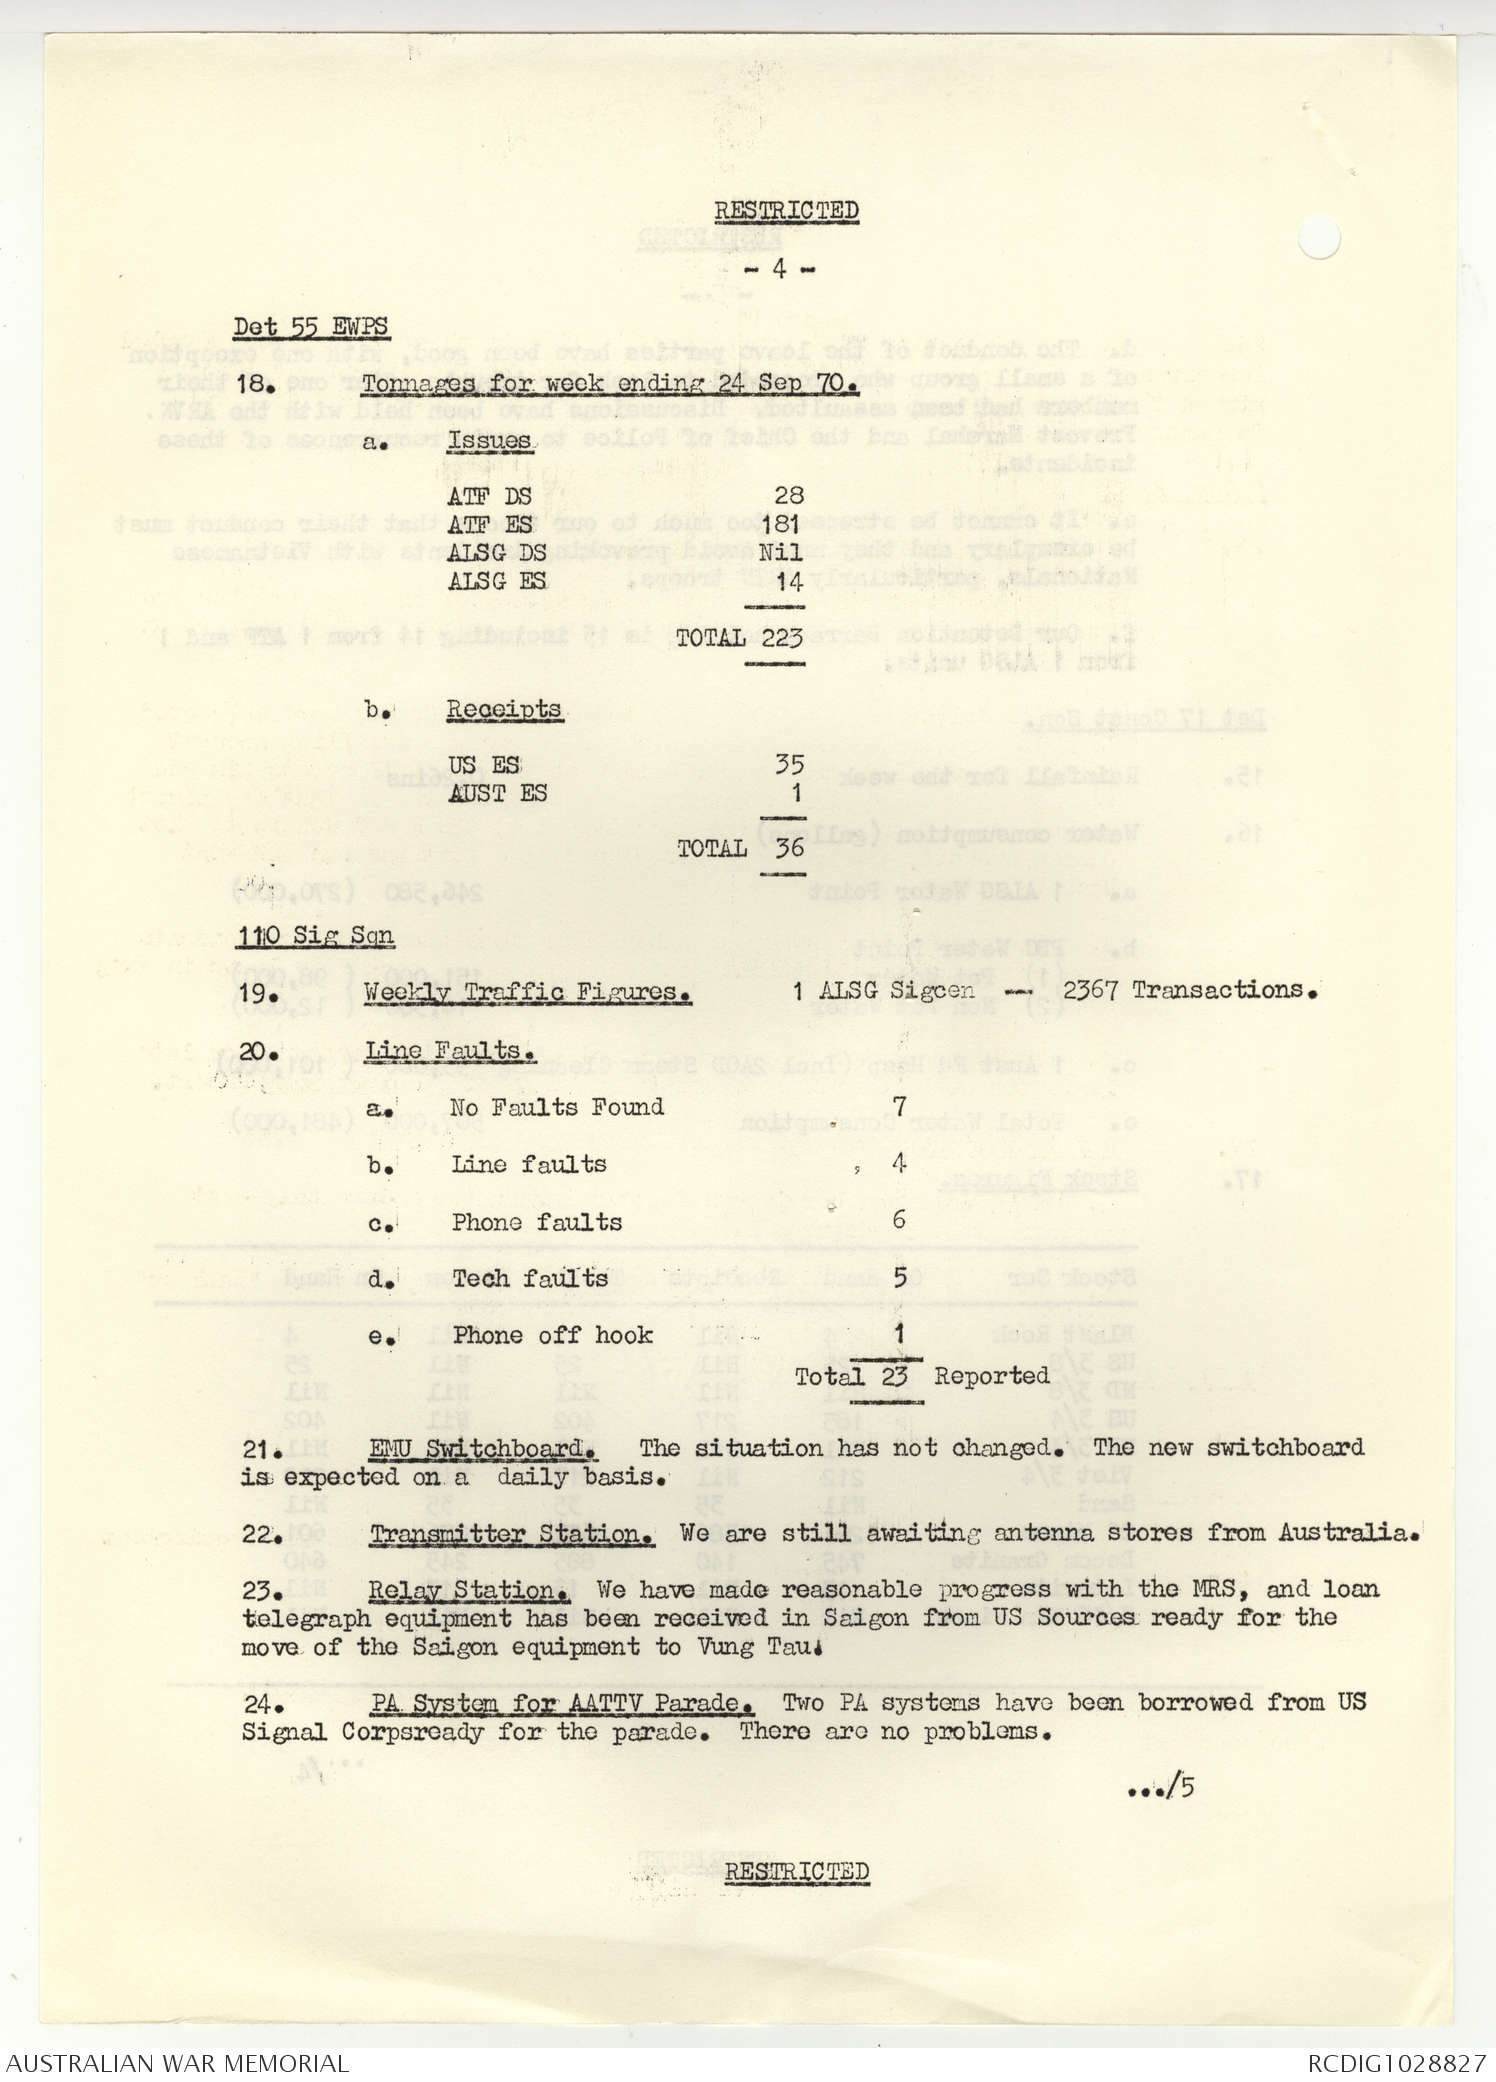 RESTRICTED
- 4 -
Det 55 EWPS
18. Tonnages for week ending 24 Sep 70.
a. Issues
ATF DS 28
ATF ES 181
ALSG DS Nil
ALSG ES 14
TOTAL 223
b. Receipts
US ES 35
AUST ES 1
TOTAL 36
110 Sig Sqn
19. Weekly Traffic Figures. 1 ALSG Sigcen -- 2367 Transactions.
20. Line Faults.
a. No Faults Found 7
b. Line faults 4
c. Phone faults 6
d. Tech faults 5
e. Phone off hook 1
Total 23 Reported
21. EMU Switchboard. The situation has not changed. The new switchboard
is expected on a daily basis.
22. Transmitter Station. We are still awaiting antenna stores from Australia.
23. Relay Station. We have made reasonable progress with the MRS, and loan
telegraph equipment has been received in Saigon from US Sources ready for the
move of the Saigon equipment to Vung Tau.
24. PA System for AATTV Parade. Two PA systems have been borrowed from US
Signal Corpsready for the parade. There are no problems.
.../5
RESTRICTED
AUSTRALIAN WAR MEMORIAL RCDIG1028827